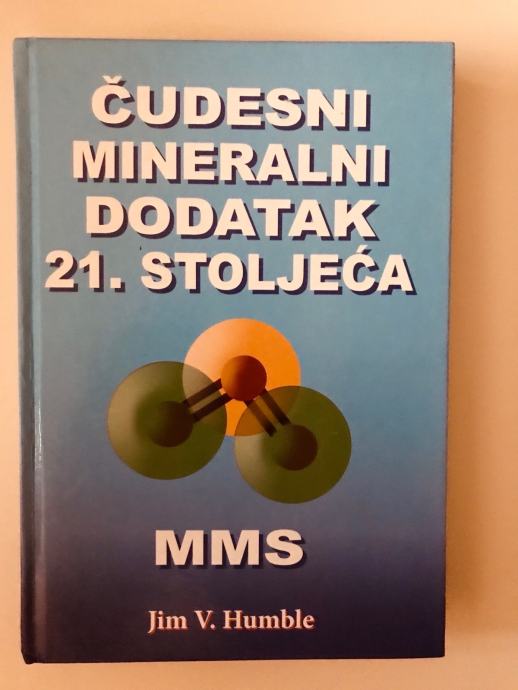 ČUDESNI
MINERALNI
DODATAK
21. STOLJEĆA
MMS
Jim V. Humble